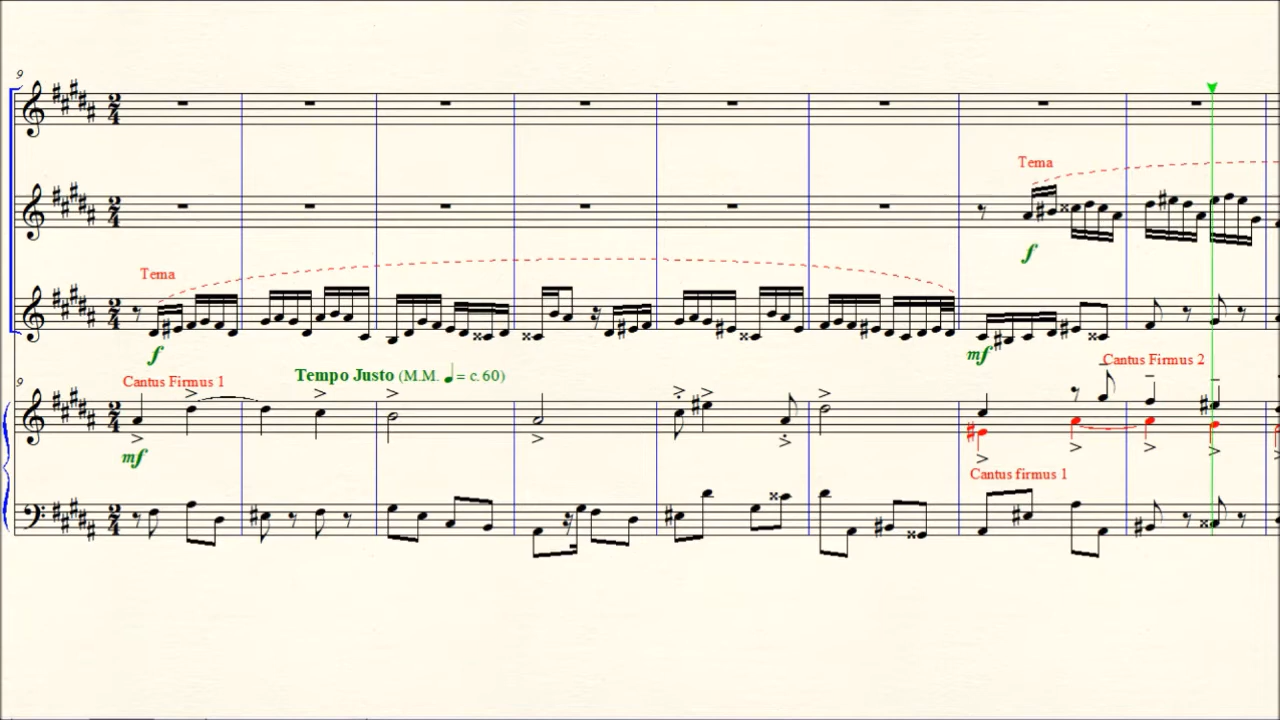 9
Tema
Tema
f
f
mf
9
Cantus Firmus 1
Tempo Justo (M.M. ♩ = c. 60)
Cantus Firmus 2
mf
Cantus firmus 1